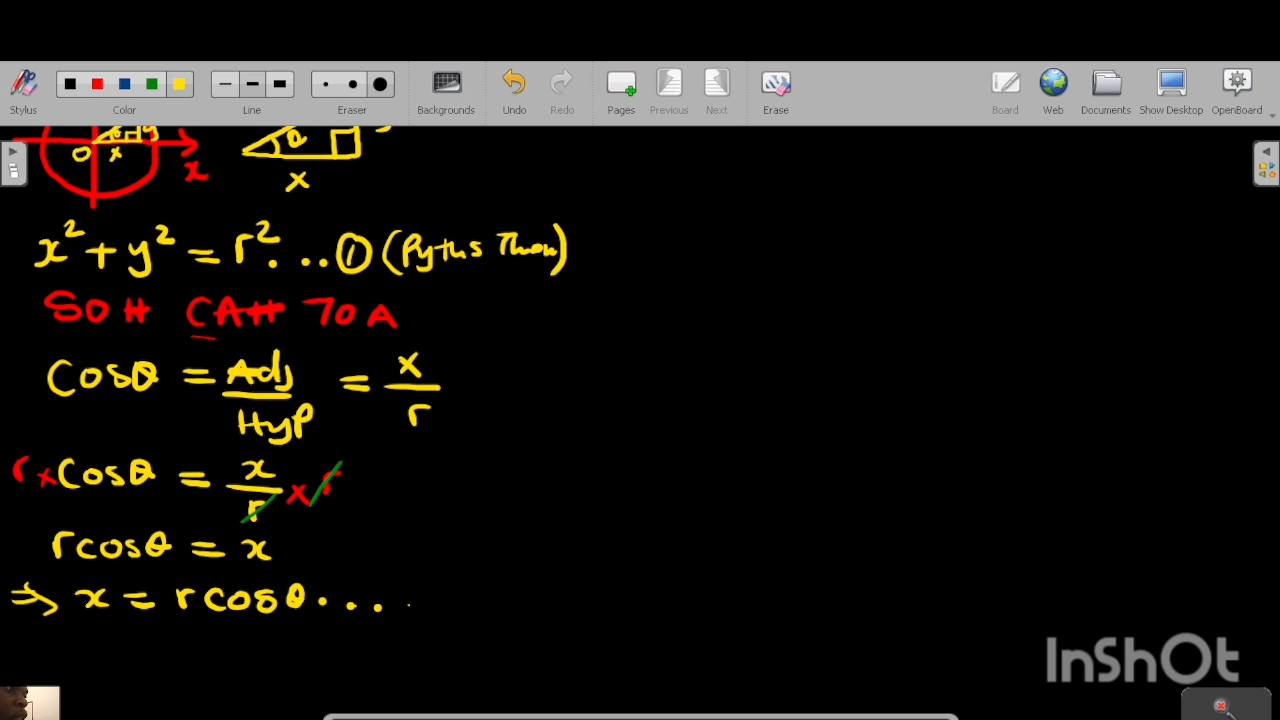 Stylus Color Line Eraser Backgrounds Undo Redo Pages Previous Next Erase Board Web Documents Show Desktop OpenBoard
O θ x y x
θ x
x² + y² = r² ... ① (Pyths Thm)
SOH CAH TOA
Cosθ = Adj/Hyp = x/r
r × Cosθ = x/r × r
rcosθ = x
⇒ x = rcosθ ....
InShOt